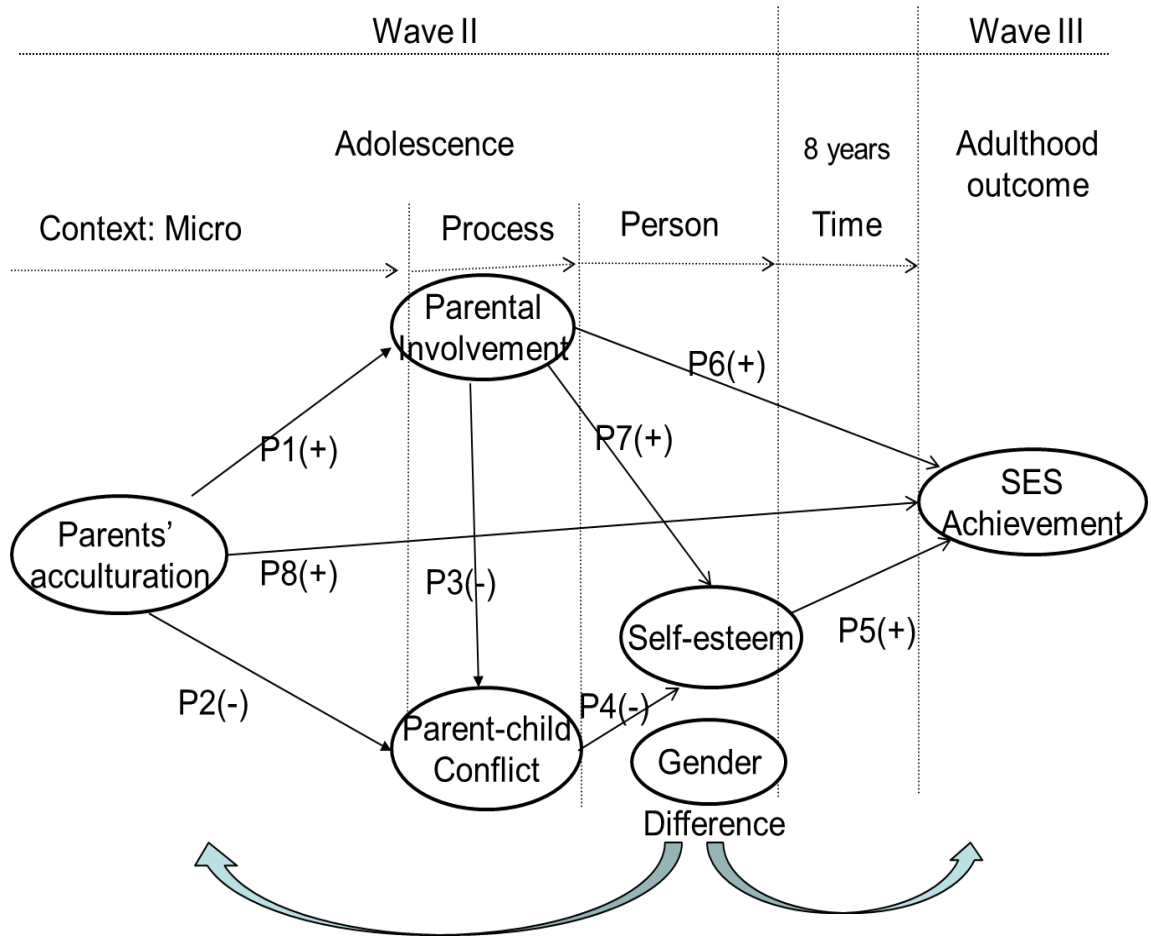 Wave II
Wave III
Adolescence
8 years
Adulthood
outcome
Context: Micro
Process
Person
Time
Parental
Involvement
P6(+)
P1(+)
P7(+)
SES
Achievement
Parents’
acculturation
P8(+)
P3(-)
Self-esteem
P5(+)
P2(-)
P4(-)
Parent-child
Conflict
Gender
Difference